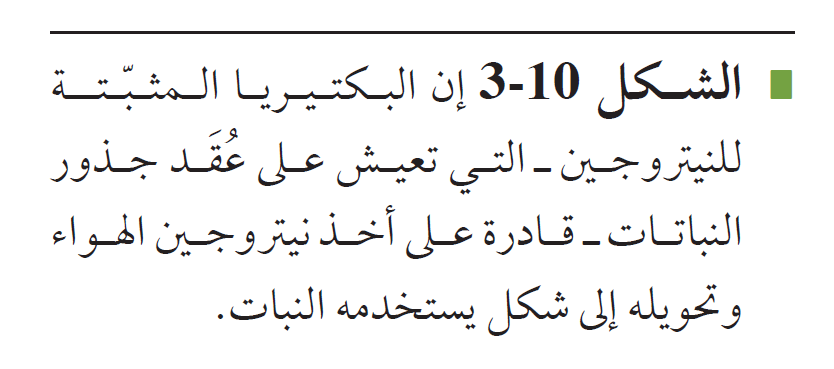 الشكل 10-3 إن البكتيريا المثبّتة
للنيتروجين - التي تعيش على عُقَد جذور
النباتات - قادرة على أخذ نيتروجين الهواء
وتحويله إلى شكل يستخدمه النبات.